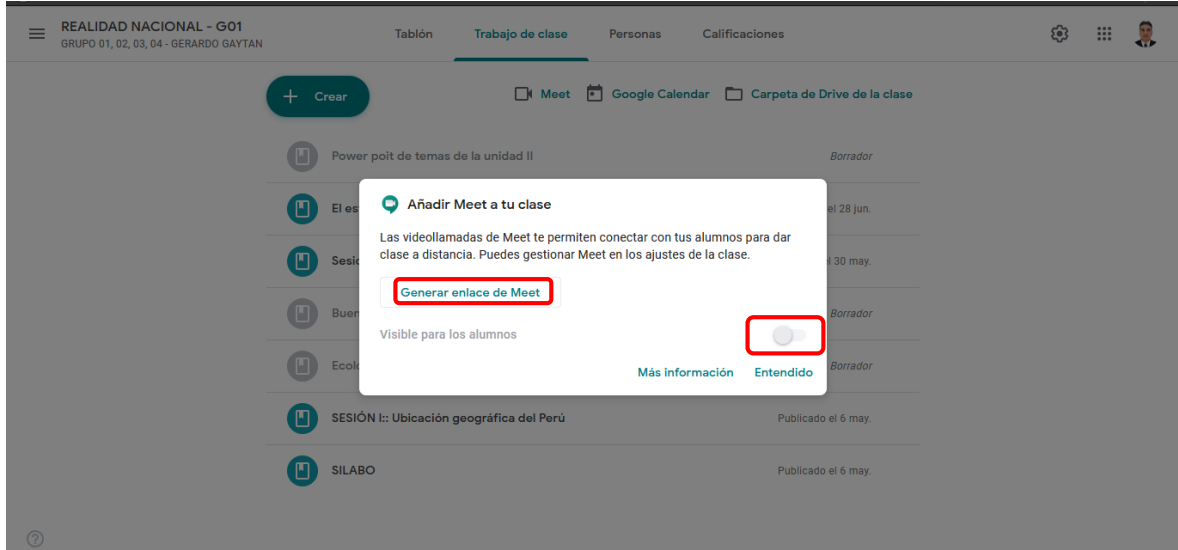 REALIDAD NACIONAL - G01
GRUPO 01, 02, 03, 04 - GERARDO GAYTAN
Tablón Trabajo de clase Personas Calificaciones
Crear
Meet Google Calendar Carpeta de Drive de la clase
Power poit de temas de la unidad II Borrador
Añadir Meet a tu clase
El es el 28 jun.
Las videollamadas de Meet te permiten conectar con tus alumnos para dar
clase a distancia. Puedes gestionar Meet en los ajustes de la clase.
Sesió l 30 may.
Generar enlace de Meet
Buen Borrador
Visible para los alumnos
Ecolo Borrador
Más información Entendido
SESIÓN I:: Ubicación geográfica del Perú Publicado el 6 may.
SILABO Publicado el 6 may.